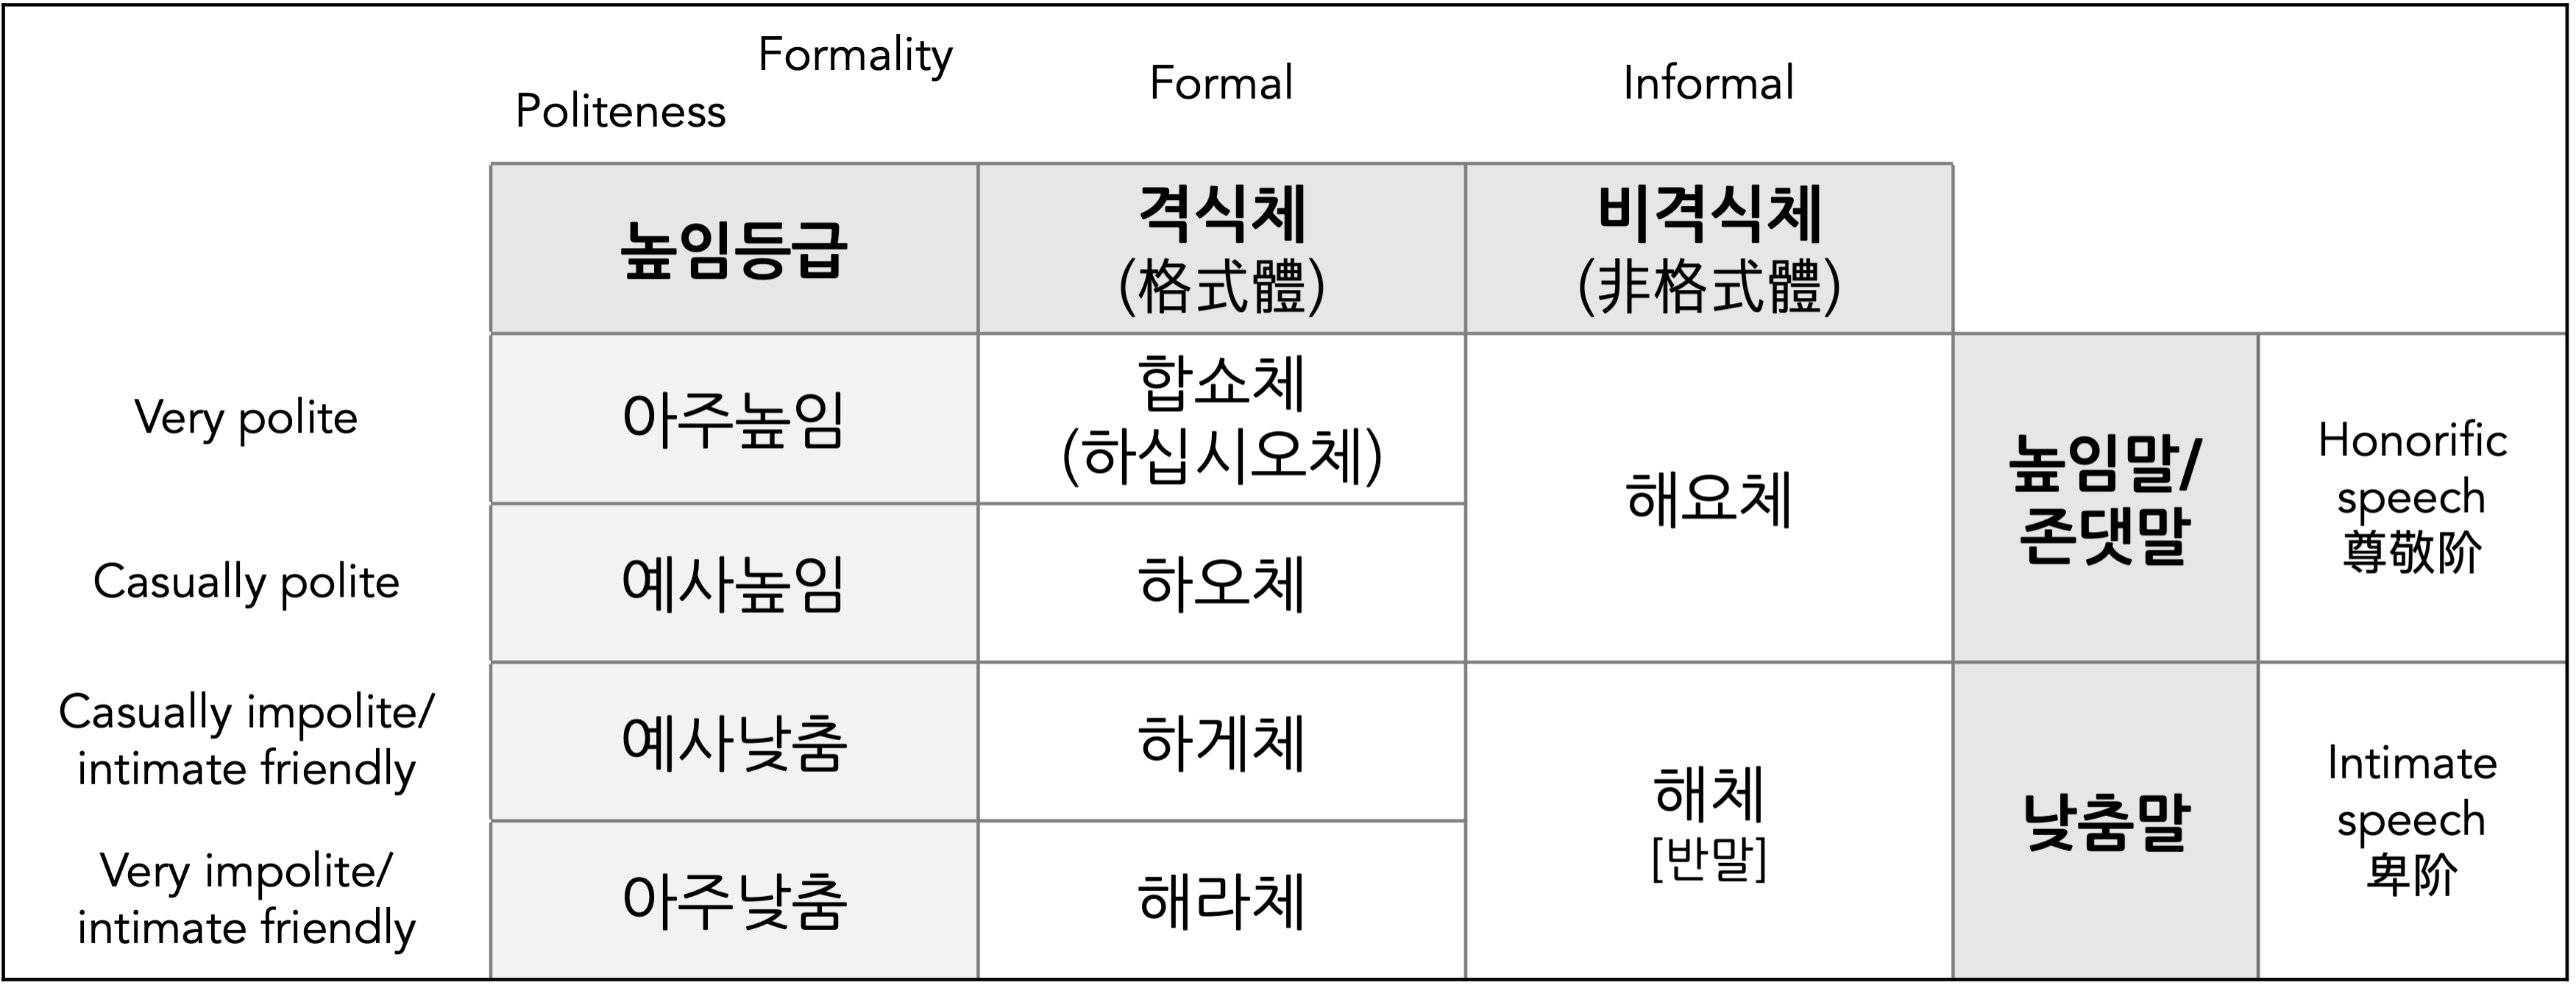 Formality
Politeness
Formal
Informal
높임등급
격식체
(格式體)
비격식체
(非格式體)
Very polite
아주높임
합쇼체
(하십시오체)
해요체
높임말/
존댓말
Honorific
speech
尊敬阶
Casually polite
예사높임
하오체
Casually impolite/
intimate friendly
예사낮춤
하게체
해체
[반말]
낮춤말
Intimate
speech
卑阶
Very impolite/
intimate friendly
아주낮춤
해라체